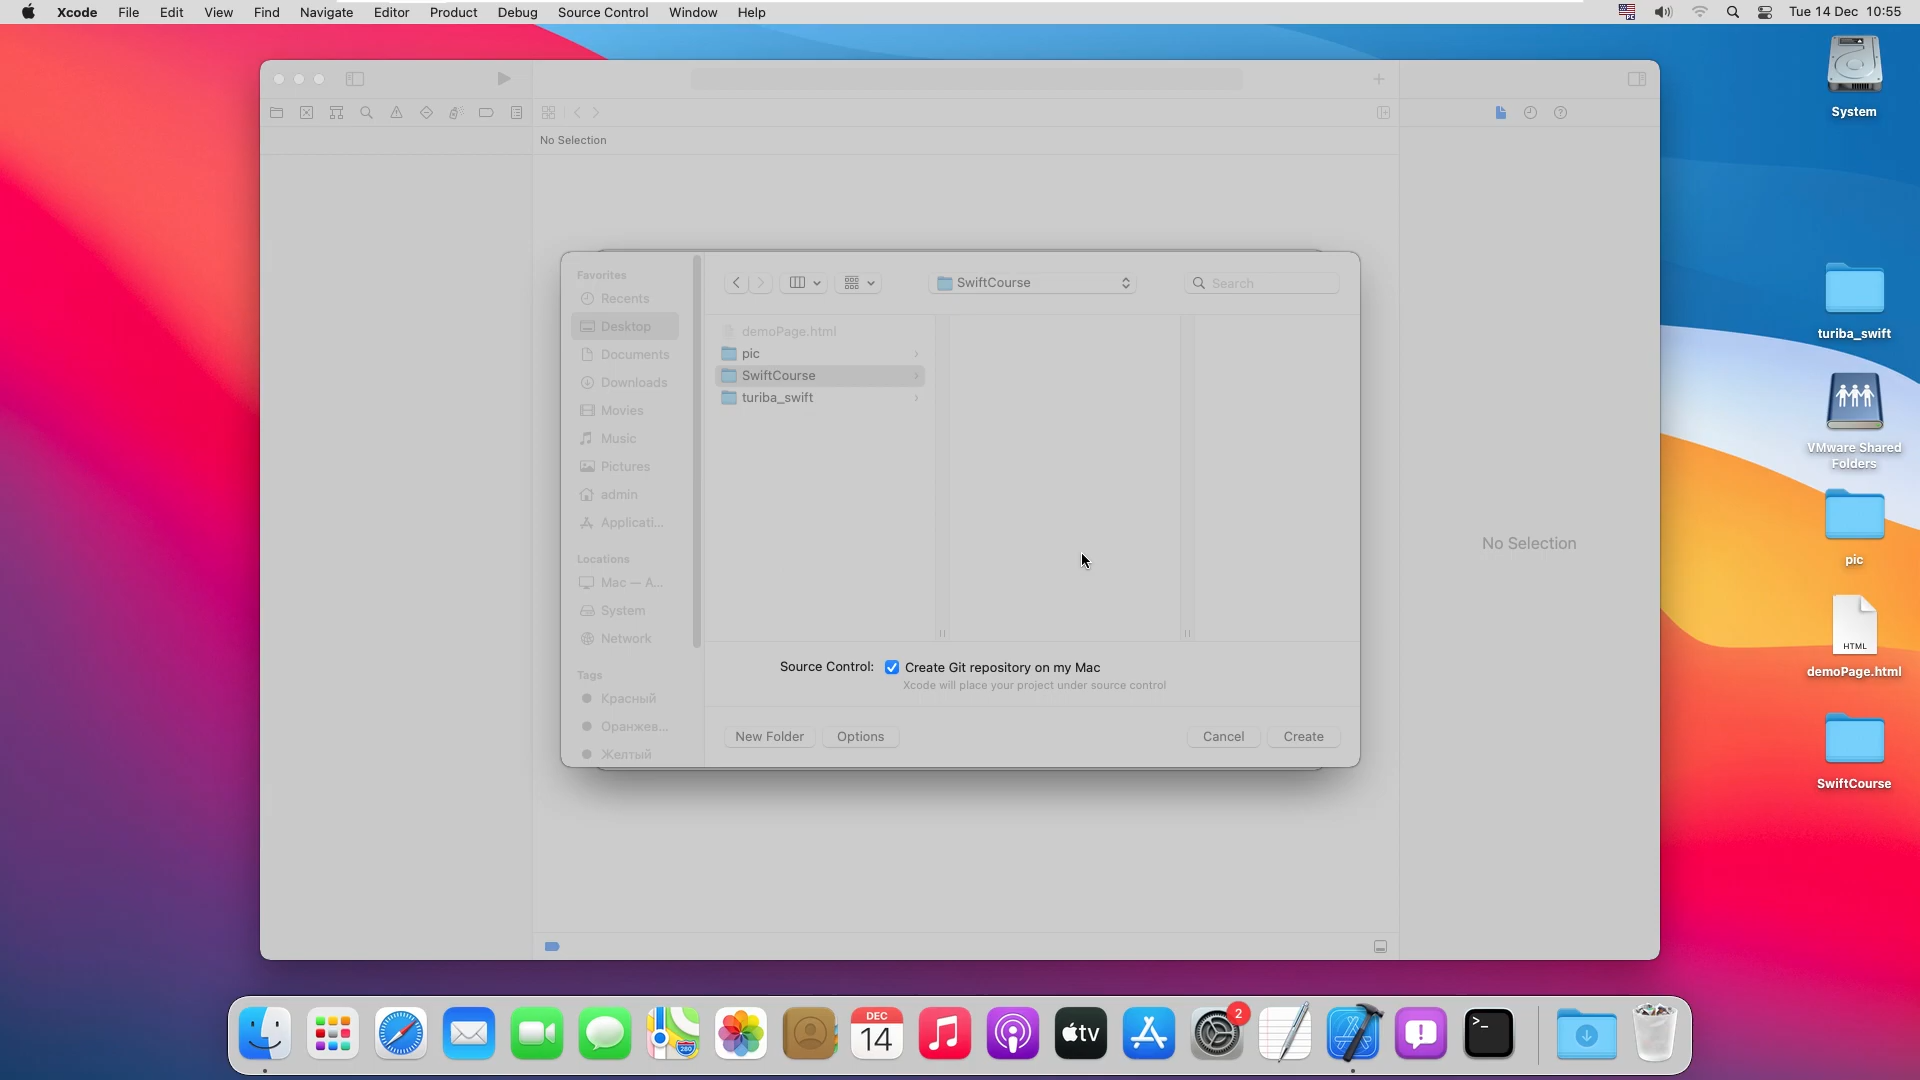 Xcode File Edit View Find Navigate Editor Product Debug Source Control Window Help Tue 14 Dec 10:55
No Selection
Favorites
Recents
Desktop
Documents
Downloads
Movies
Music
Pictures
admin
Applicati...
Locations
Mac — A...
System
Network
Tags
Красный
Оранжев...
Желтый
SwiftCourse
Search
demoPage.html
pic
SwiftCourse
turiba_swift
Source Control: Create Git repository on my Mac
Xcode will place your project under source control
New Folder Options Cancel Create
No Selection
System
turiba_swift
VMware Shared
Folders
pic
HTML
demoPage.html
SwiftCourse
DEC
14
280
tv
2
>_